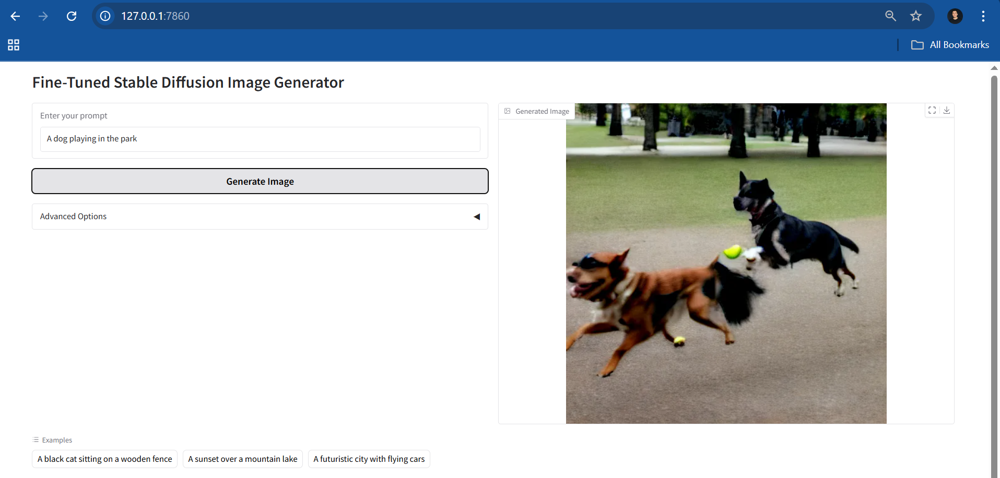 127.0.0.1:7860
All Bookmarks
Fine-Tuned Stable Diffusion Image Generator
Enter your prompt
A dog playing in the park
Generate Image
Advanced Options
Generated Image
Examples
A black cat sitting on a wooden fence
A sunset over a mountain lake
A futuristic city with flying cars